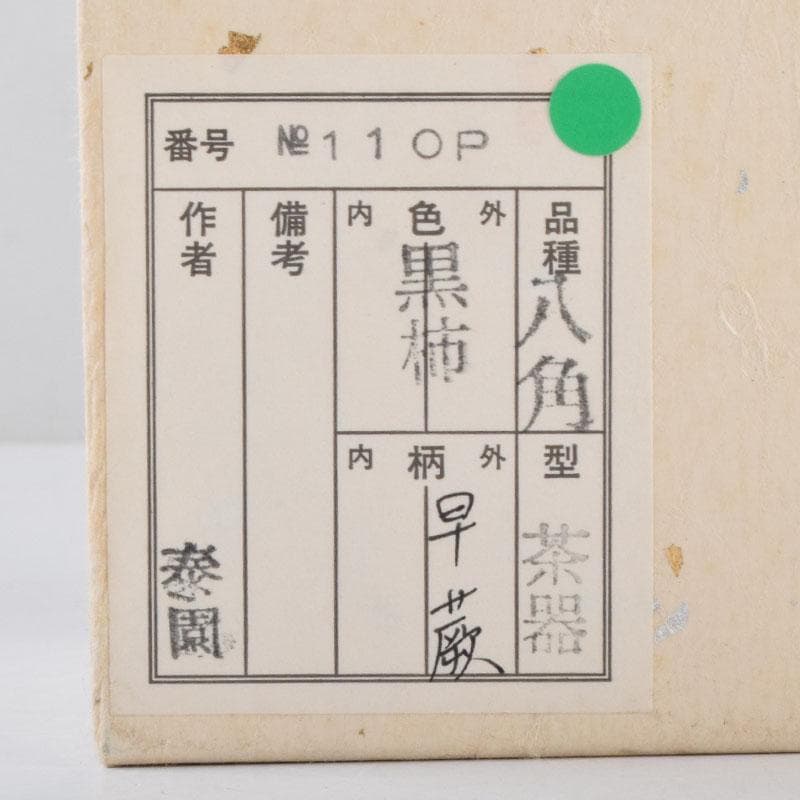 番号 №110P
品種
八角
型
茶器
外 色 内
黒柿
外 柄 内
早蕨
備考
作者
泰園